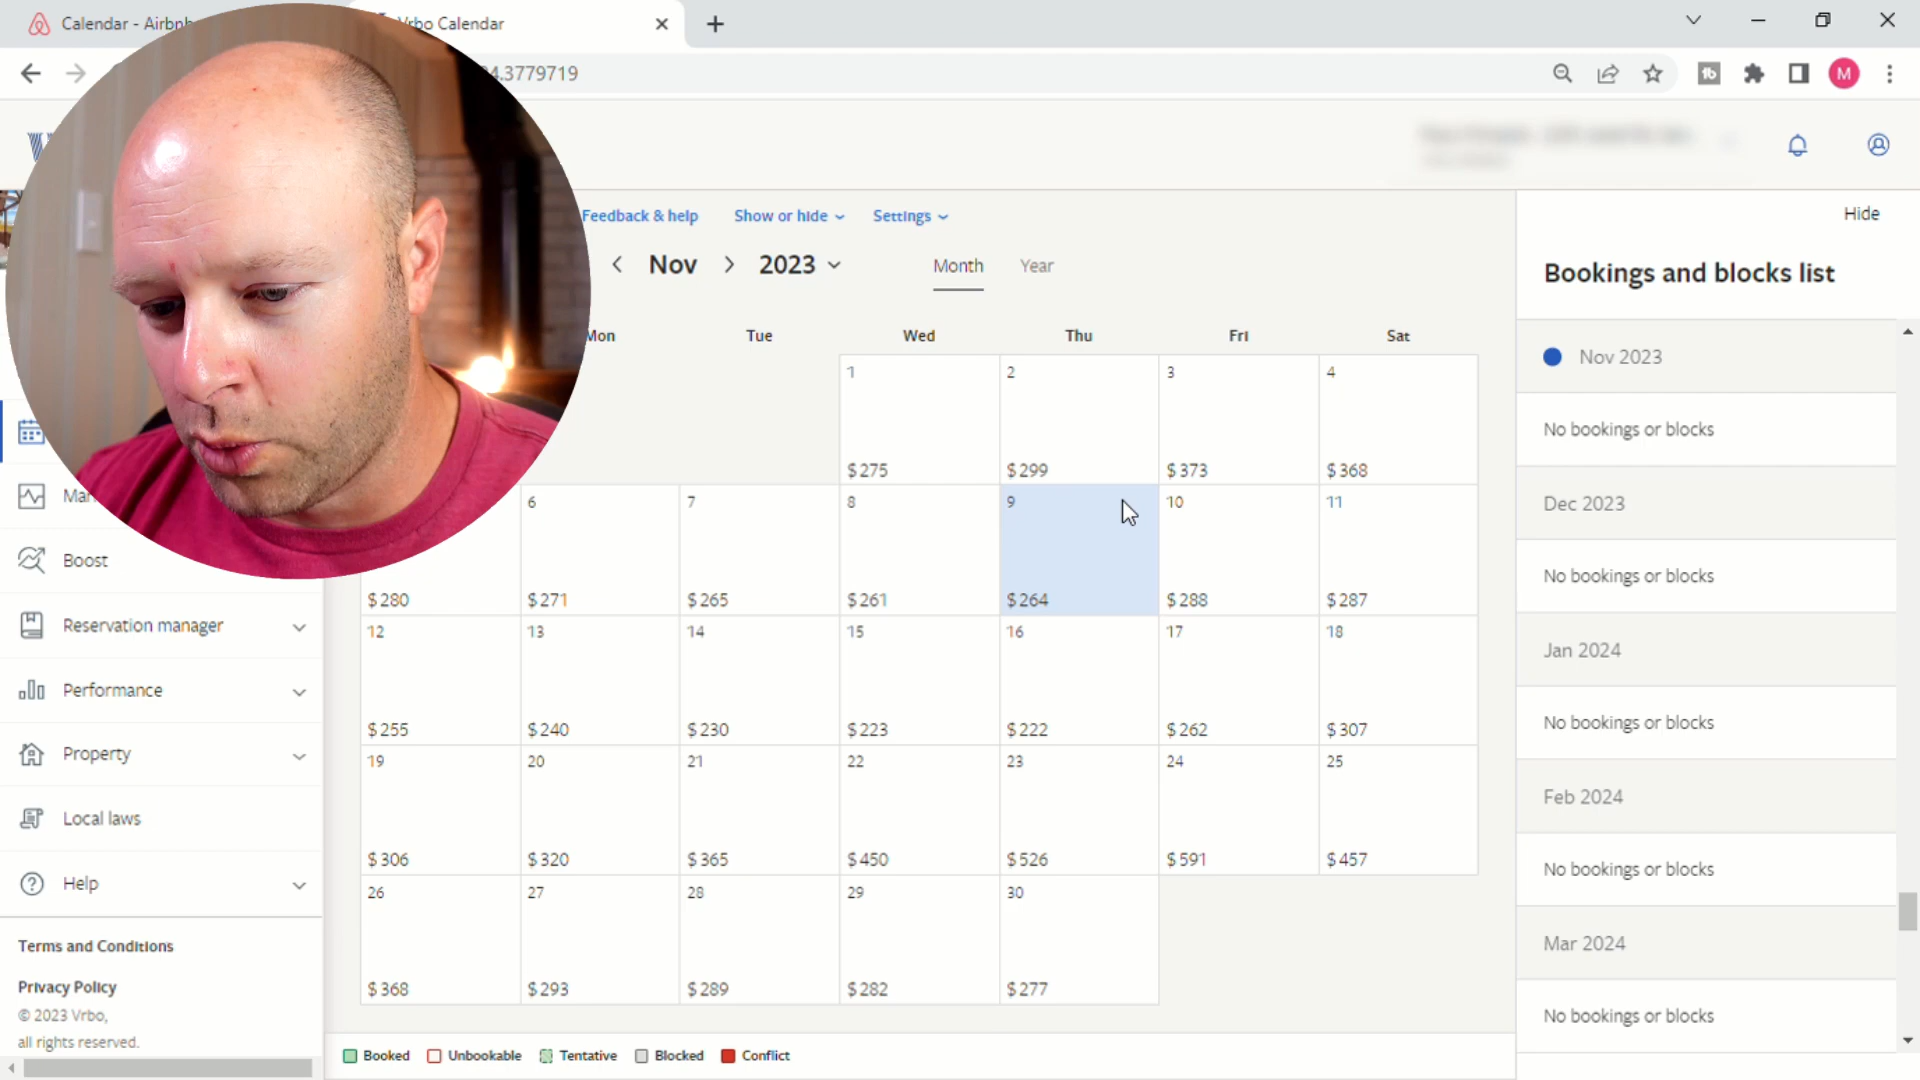 Calendar - Airbnb
Vrbo Calendar
4.3779719
M
Feedback & help
Show or hide
Settings
Hide
Nov
2023
Month
Year
Bookings and blocks list
Mon
Tue
Wed
Thu
Fri
Sat
Nov 2023
No bookings or blocks
Dec 2023
No bookings or blocks
Jan 2024
No bookings or blocks
Feb 2024
No bookings or blocks
Mar 2024
No bookings or blocks
1 2 3 4
$275 $299 $373 $368
6 7 8 9 10 11
$280 $271 $265 $261 $264 $288 $287
12 13 14 15 16 17 18
$255 $240 $230 $223 $222 $262 $307
19 20 21 22 23 24 25
$306 $320 $365 $450 $526 $591 $457
26 27 28 29 30
$368 $293 $289 $282 $277
Boost
Reservation manager
Performance
Property
Local laws
Help
Terms and Conditions
Privacy Policy
© 2023 Vrbo,
all rights reserved.
Booked Unbookable Tentative Blocked Conflict